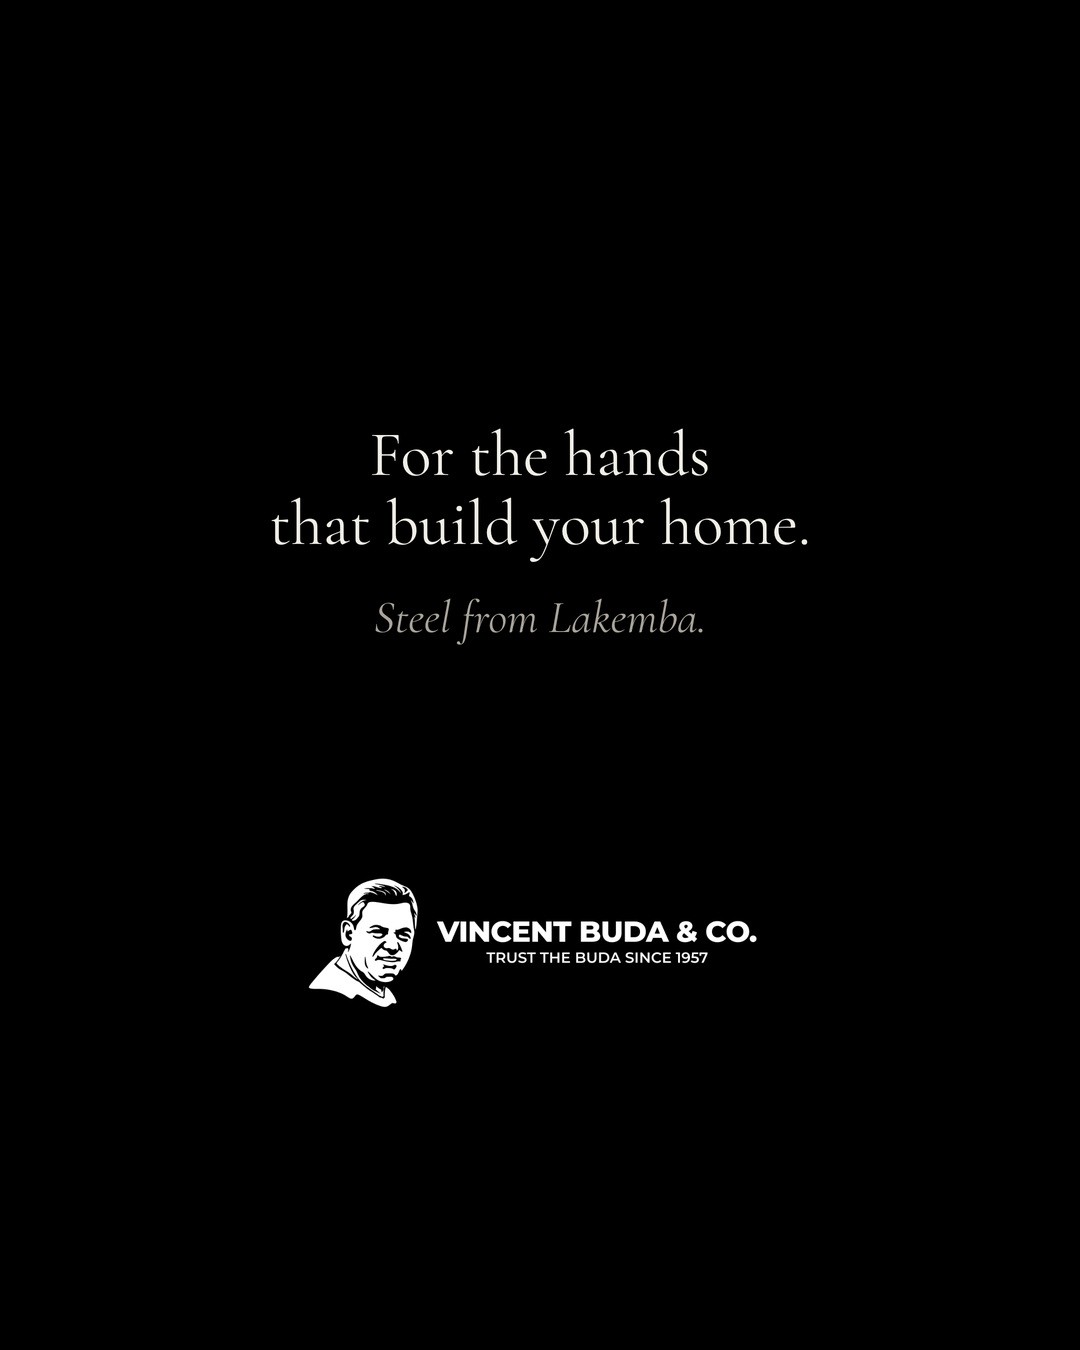 For the hands
that build your home.
Steel from Lakemba.
VINCENT BUDA & CO.
TRUST THE BUDA SINCE 1957